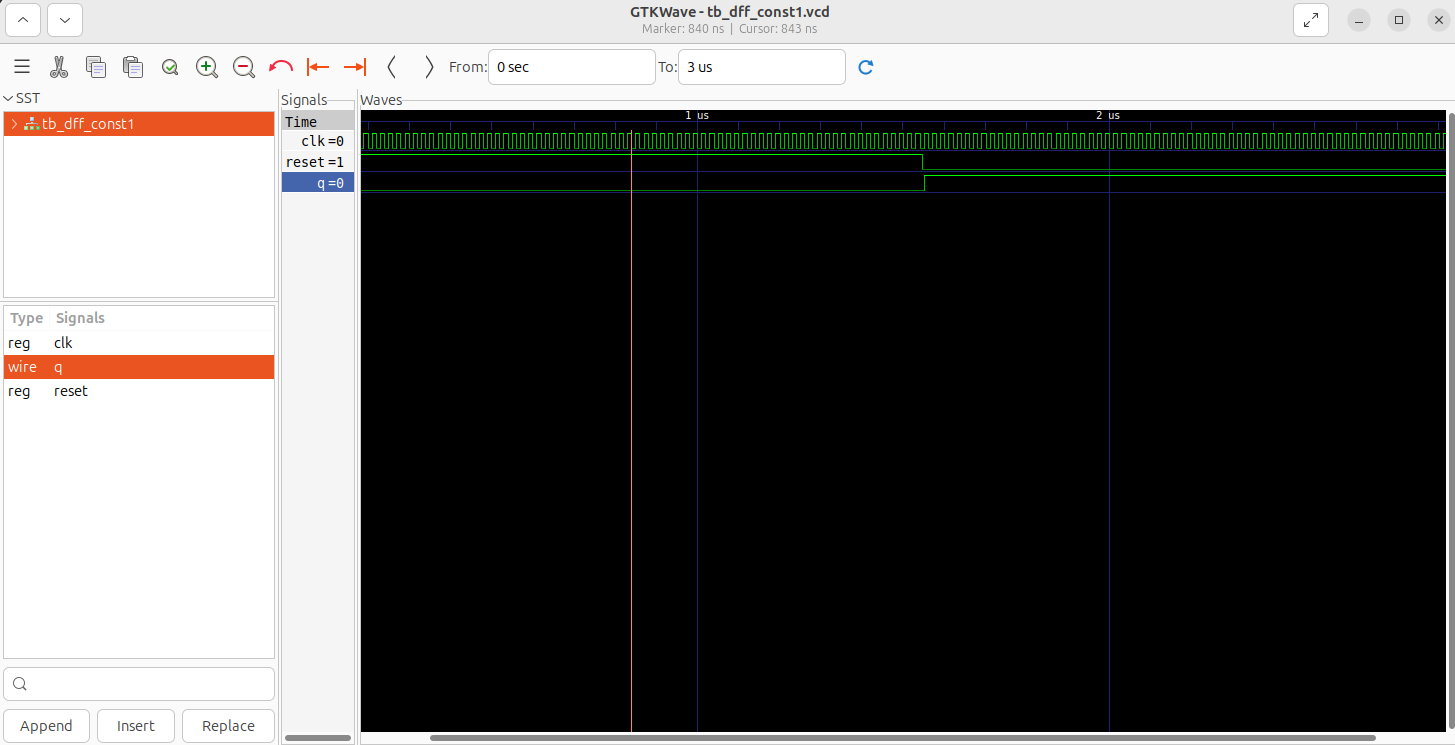 GTKWave - tb_dff_const1.vcd
Marker: 840 ns | Cursor: 843 ns
From: 0 sec To: 3 us
SST
tb_dff_const1
Type Signals
reg clk
wire q
reg reset
Append Insert Replace
Signals
Time
clk=0
reset=1
q=0
Waves
1 us 2 us